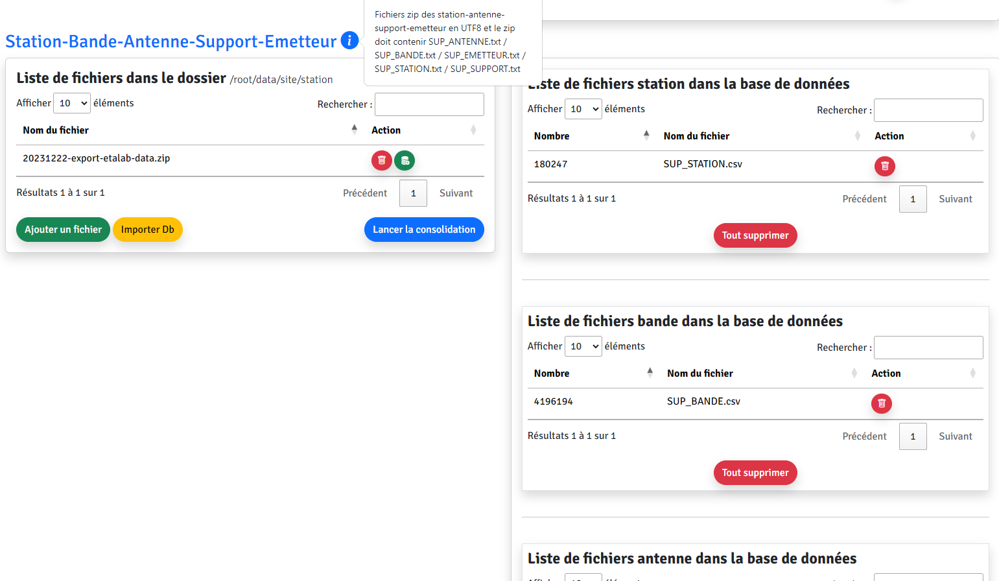 Fichiers zip des station-antenne-
support-emetteur en UTF8 et le zip
doit contenir SUP_ANTENNE.txt /
SUP_BANDE.txt / SUP_EMETTEUR.txt /
SUP_STATION.txt / SUP_SUPPORT.txt
Station-Bande-Antenne-Support-Emetteur i
Liste de fichiers dans le dossier /root/data/site/station
Afficher 10 éléments
Rechercher :
Nom du fichier Action
20231222-export-etalab-data.zip
Résultats 1 à 1 sur 1
Précédent 1 Suivant
Ajouter un fichier Importer Db Lancer la consolidation
Liste de fichiers station dans la base de données
Afficher 10 éléments
Rechercher :
Nombre Nom du fichier Action
180247 SUP_STATION.csv
Résultats 1 à 1 sur 1
Précédent 1 Suivant
Tout supprimer
Liste de fichiers bande dans la base de données
Afficher 10 éléments
Rechercher :
Nombre Nom du fichier Action
4196194 SUP_BANDE.csv
Résultats 1 à 1 sur 1
Précédent 1 Suivant
Tout supprimer
Liste de fichiers antenne dans la base de données